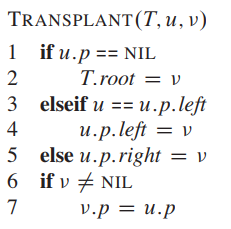 TRANSPLANT(T, u, v)
1 if u.p == NIL
2 T.root = v
3 elseif u == u.p.left
4 u.p.left = v
5 else u.p.right = v
6 if v ≠ NIL
7 v.p = u.p